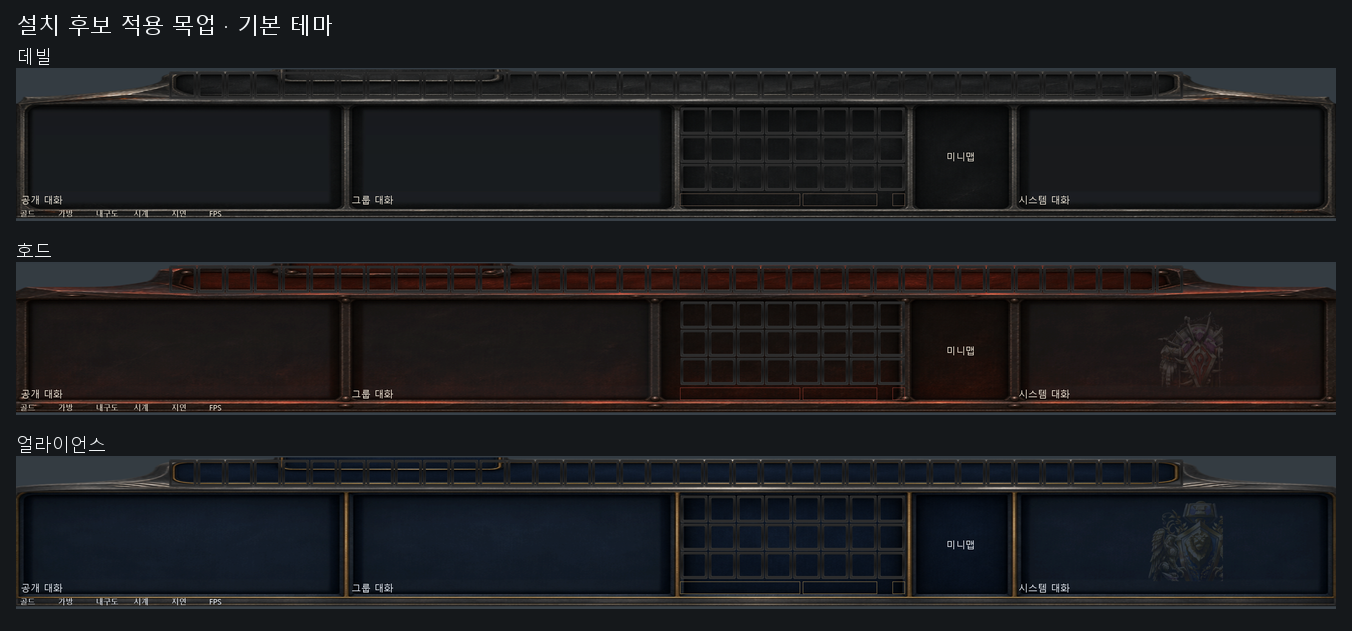 설치 후보 적용 목업 · 기본 테마
데빌
미니맵
공개 대화 그룹 대화 시스템 대화
골드 가방 내구도 시계 지연 FPS
호드
미니맵
공개 대화 그룹 대화 시스템 대화
골드 가방 내구도 시계 지연 FPS
얼라이언스
미니맵
공개 대화 그룹 대화 시스템 대화
골드 가방 내구도 시계 지연 FPS